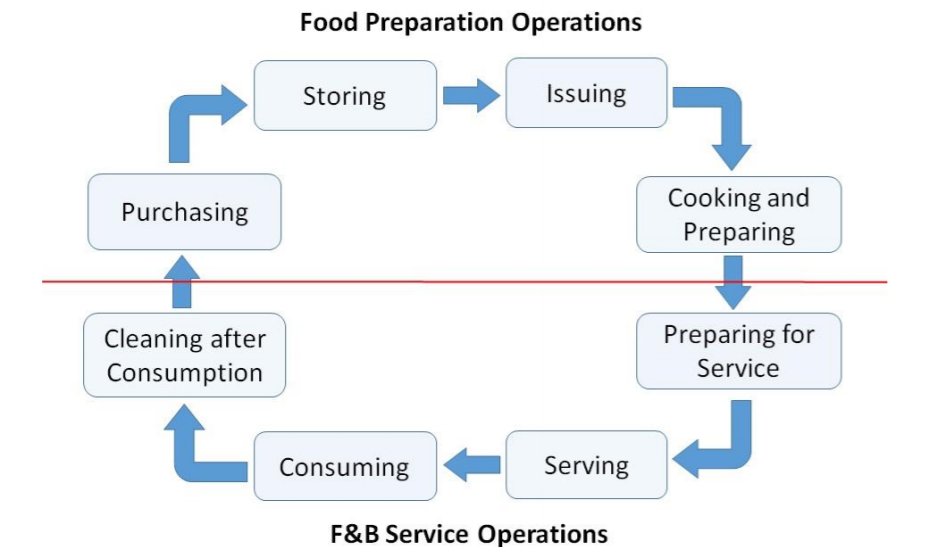 Food Preparation Operations
Storing
Issuing
Purchasing
Cooking and
Preparing
Cleaning after
Consumption
Preparing for
Service
Consuming
Serving
F&B Service Operations